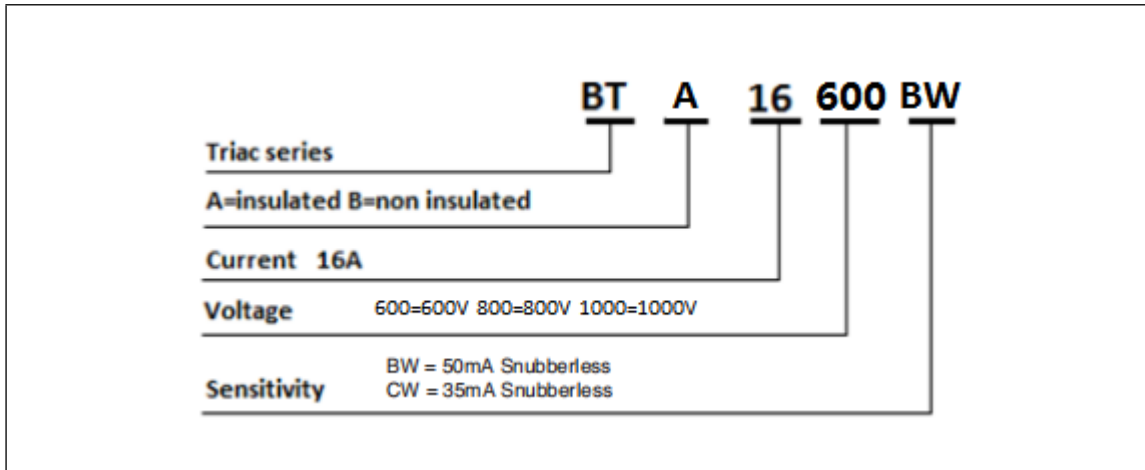 BT A 16 600 BW
Triac series
A=insulated B=non insulated
Current 16A
Voltage 600=600V 800=800V 1000=1000V
BW = 50mA Snubberless
Sensitivity CW = 35mA Snubberless